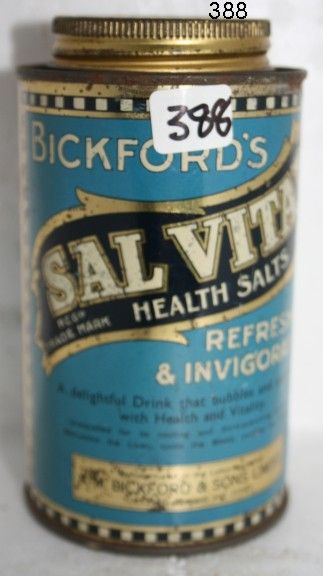 388
388
BICKFORD'S
SAL VITA
REGD
TRADE MARK
HEALTH SALTS
REFRES
& INVIGORA
A delightful Drink that bubbles and
with Health and Vitality.
BICKFORD & SONS LIMITED